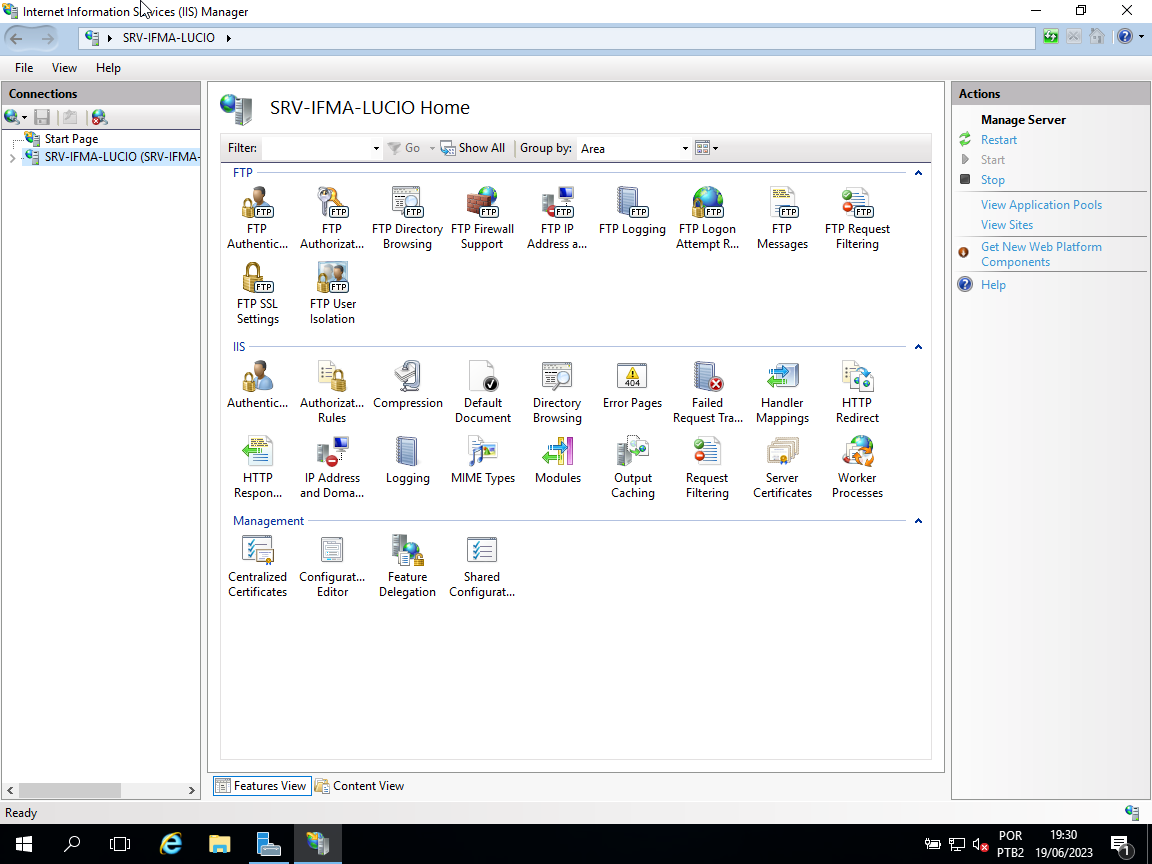 Internet Information Services (IIS) Manager
SRV-IFMA-LUCIO
File View Help
Connections
Start Page
SRV-IFMA-LUCIO (SRV-IFMA-
SRV-IFMA-LUCIO Home
Filter: Go Show All Group by: Area
FTP
FTP Authentic...
FTP Authorizat...
FTP Directory Browsing
FTP Firewall Support
FTP IP Address a...
FTP Logging
FTP Logon Attempt R...
FTP Messages
FTP Request Filtering
FTP SSL Settings
FTP User Isolation
IIS
Authentic...
Authorizat... Rules
Compression
Default Document
Directory Browsing
Error Pages
Failed Request Tra...
Handler Mappings
HTTP Redirect
HTTP Respon...
IP Address and Doma...
Logging
MIME Types
Modules
Output Caching
Request Filtering
Server Certificates
Worker Processes
Management
Centralized Certificates
Configurat... Editor
Feature Delegation
Shared Configurat...
Features View Content View
Actions
Manage Server
Restart
Start
Stop
View Application Pools
View Sites
Get New Web Platform
Components
Help
Ready
POR
PTB2
19:30
19/06/2023
1